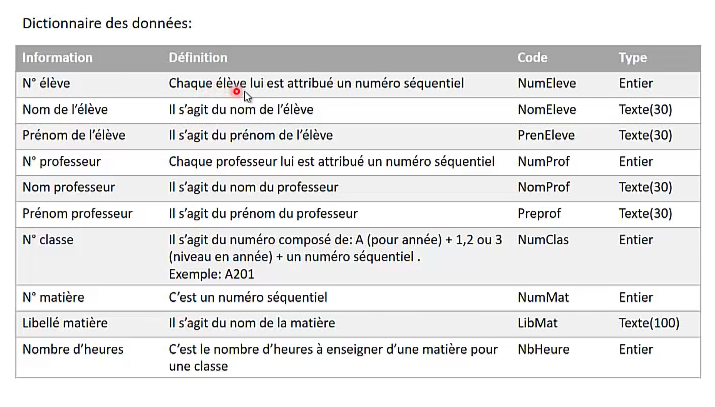 Dictionnaire des données:
Information Définition Code Type
N° élève Chaque élève lui est attribué un numéro séquentiel NumEleve Entier
Nom de l'élève Il s'agit du nom de l'élève NomEleve Texte(30)
Prénom de l'élève Il s'agit du prénom de l'élève PrenEleve Texte(30)
N° professeur Chaque professeur lui est attribué un numéro séquentiel NumProf Entier
Nom professeur Il s'agit du nom du professeur NomProf Texte(30)
Prénom professeur Il s'agit du prénom du professeur Preprof Texte(30)
N° classe Il s'agit du numéro composé de: A (pour année) + 1,2 ou 3 NumClas Entier
(niveau en année) + un numéro séquentiel .
Exemple: A201
N° matière C'est un numéro séquentiel NumMat Entier
Libellé matière Il s'agit du nom de la matière LibMat Texte(100)
Nombre d'heures C'est le nombre d'heures à enseigner d'une matière pour NbHeure Entier
une classe